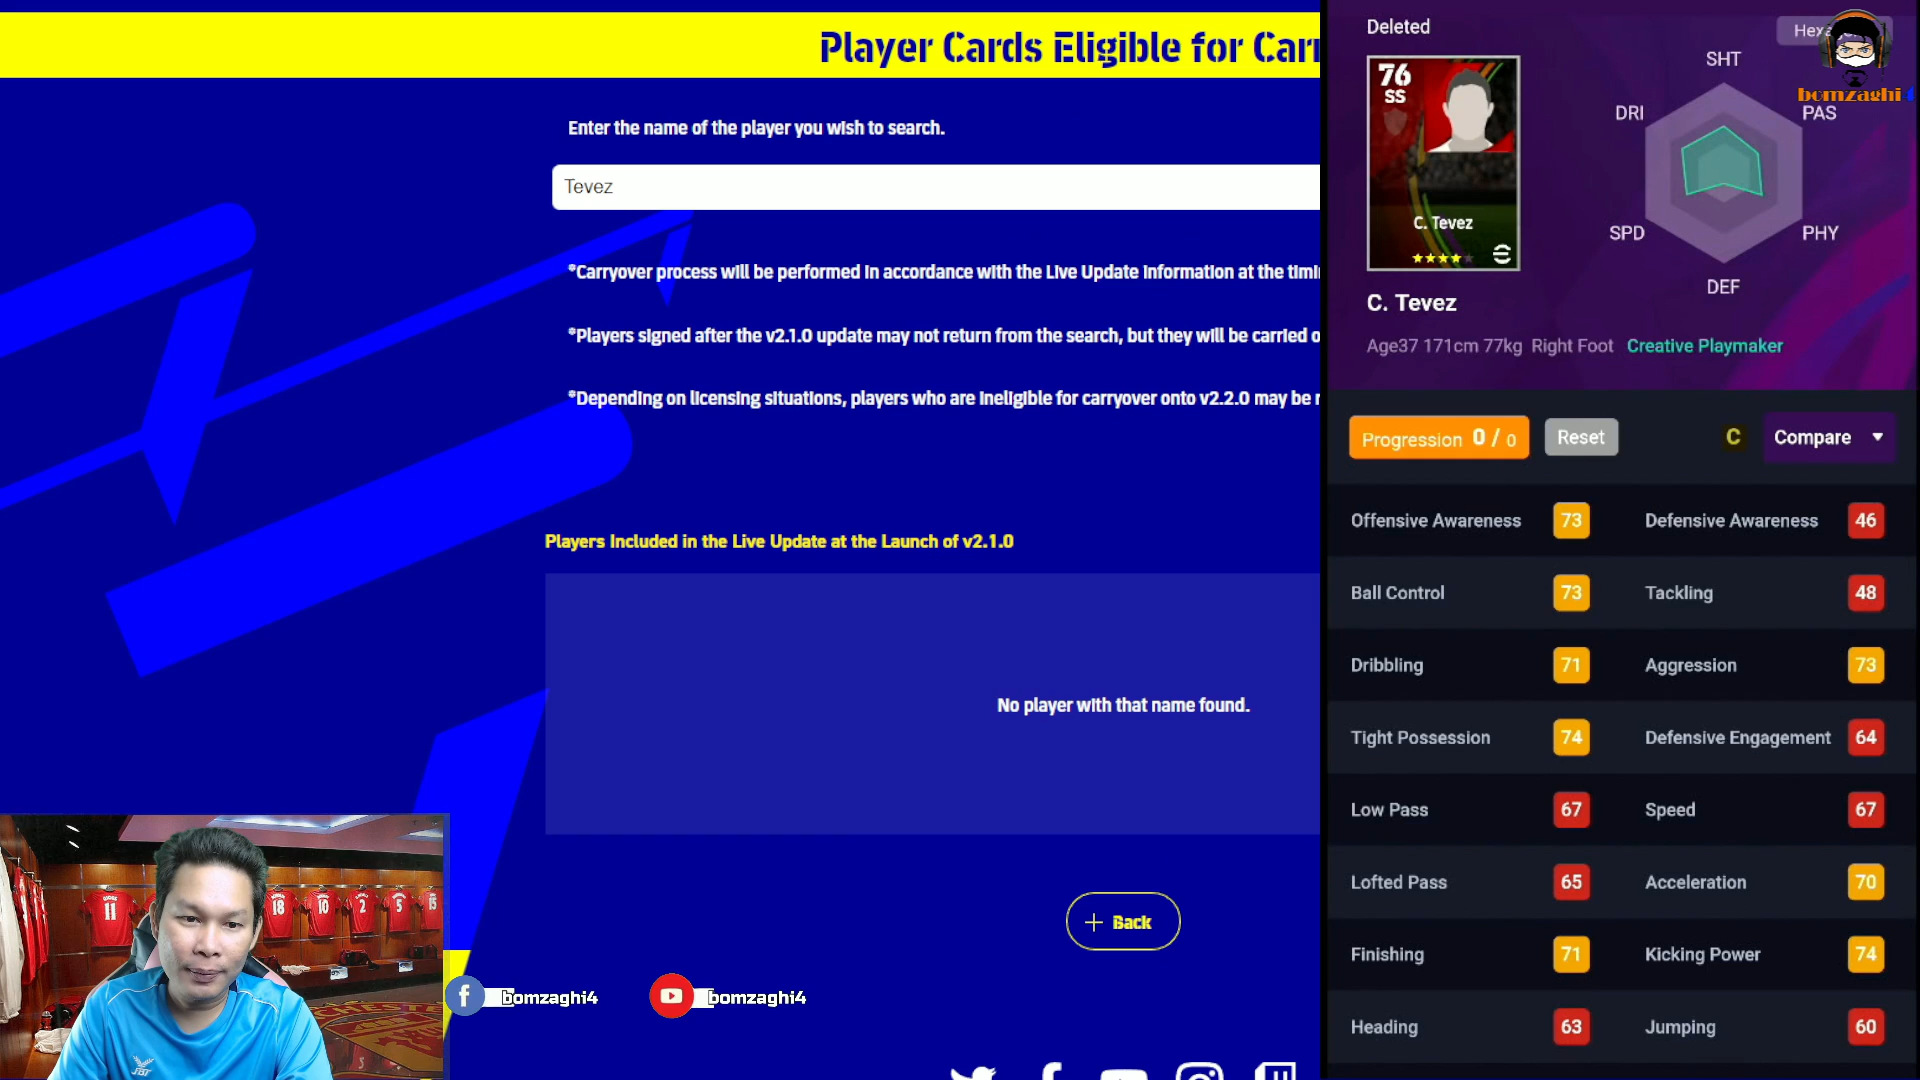 Player Cards Eligible for Carr
Enter the name of the player you wish to search.
Tevez
*Carryover process will be performed in accordance with the Live Update information at the timi
*Players signed after the v2.1.0 update may not return from the search, but they will be carried o
*Depending on licensing situations, players who are ineligible for carryover onto v2.2.0 may be r
Players Included in the Live Update at the Launch of v2.1.0
No player with that name found.
+ Back
bomzaghi4
bomzaghi4
11
18
10
2
5
15
Deleted
bomzaghi4
76
SS
C. Tevez
SHT
PAS
PHY
DEF
SPD
DRI
C. Tevez
Age37 171cm 77kg Right Foot Creative Playmaker
Progression 0 / 0
Reset
C
Compare
Offensive Awareness 73 Defensive Awareness 46
Ball Control 73 Tackling 48
Dribbling 71 Aggression 73
Tight Possession 74 Defensive Engagement 64
Low Pass 67 Speed 67
Lofted Pass 65 Acceleration 70
Finishing 71 Kicking Power 74
Heading 63 Jumping 60